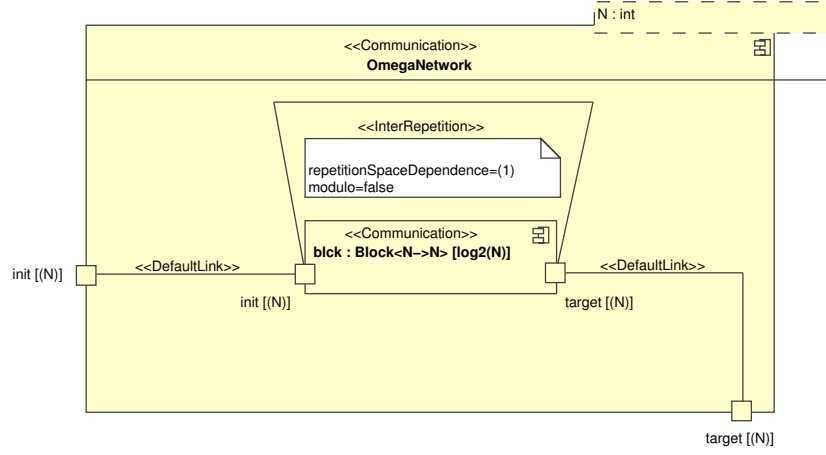 N : int
<<Communication>>
OmegaNetwork
<<InterRepetition>>
repetitionSpaceDependence=(1)
modulo=false
<<Communication>>
blck : Block<N−>N> [log2(N)]
init [(N)]
<<DefaultLink>>
<<DefaultLink>>
init [(N)]
target [(N)]
target [(N)]